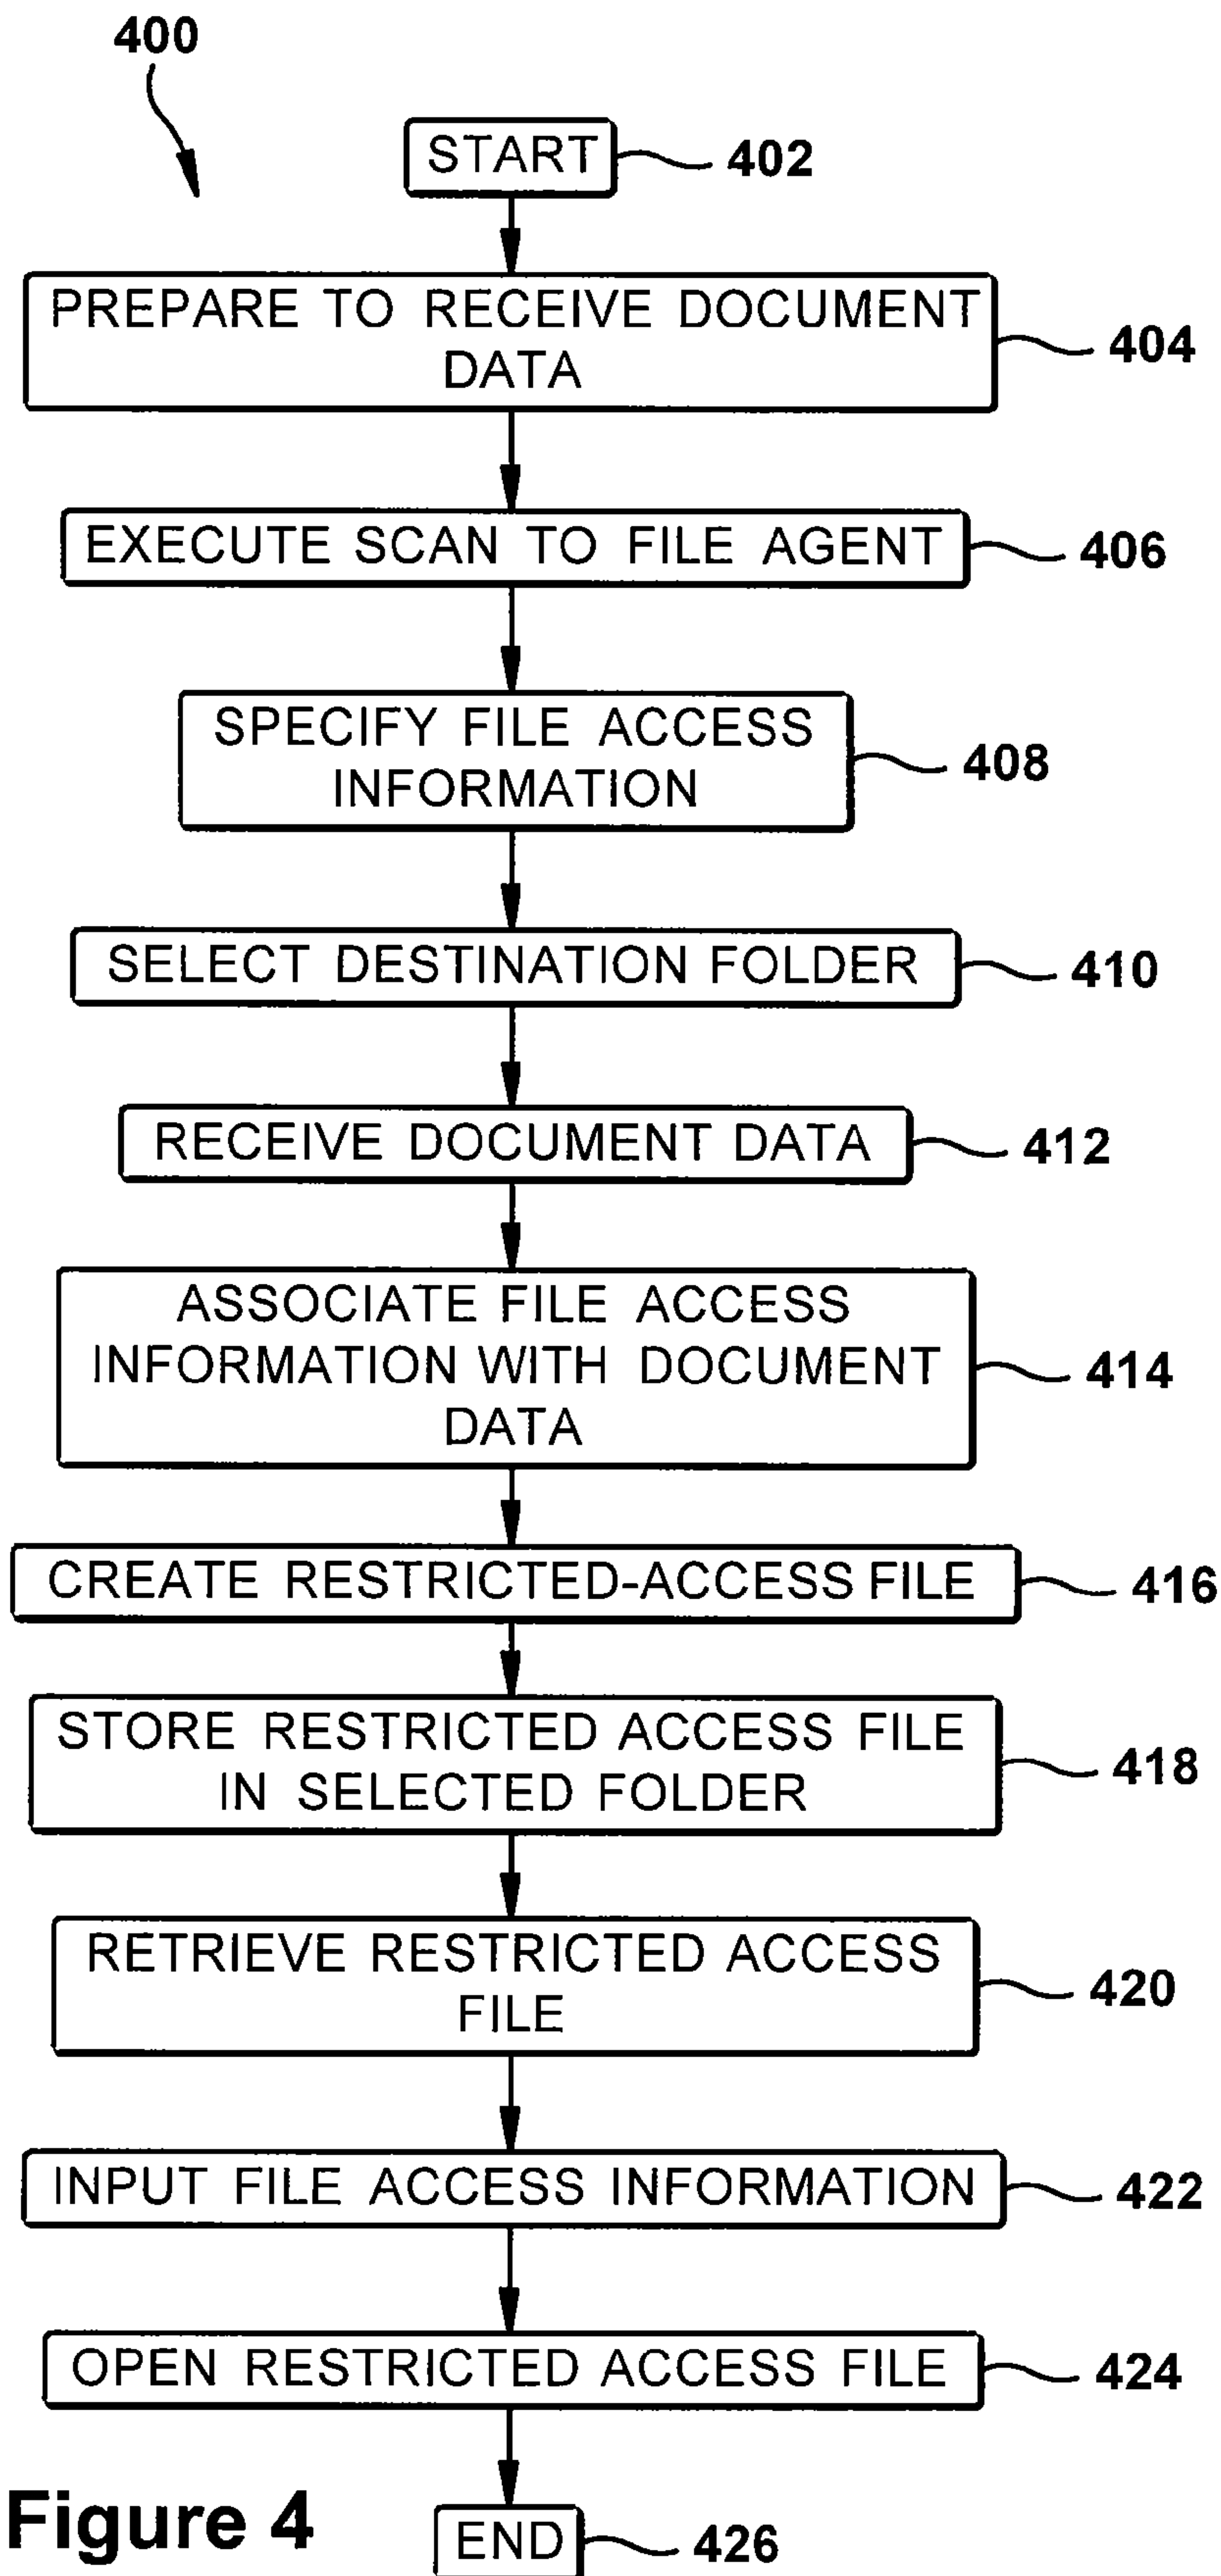 400
START
402
PREPARE TO RECEIVE DOCUMENT
DATA
404
EXECUTE SCAN TO FILE AGENT
406
SPECIFY FILE ACCESS
INFORMATION
408
SELECT DESTINATION FOLDER
410
RECEIVE DOCUMENT DATA
412
ASSOCIATE FILE ACCESS
INFORMATION WITH DOCUMENT
DATA
414
CREATE RESTRICTED-ACCESS FILE
416
STORE RESTRICTED ACCESS FILE
IN SELECTED FOLDER
418
RETRIEVE RESTRICTED ACCESS
FILE
420
INPUT FILE ACCESS INFORMATION
422
OPEN RESTRICTED ACCESS FILE
424
END
426
Figure 4